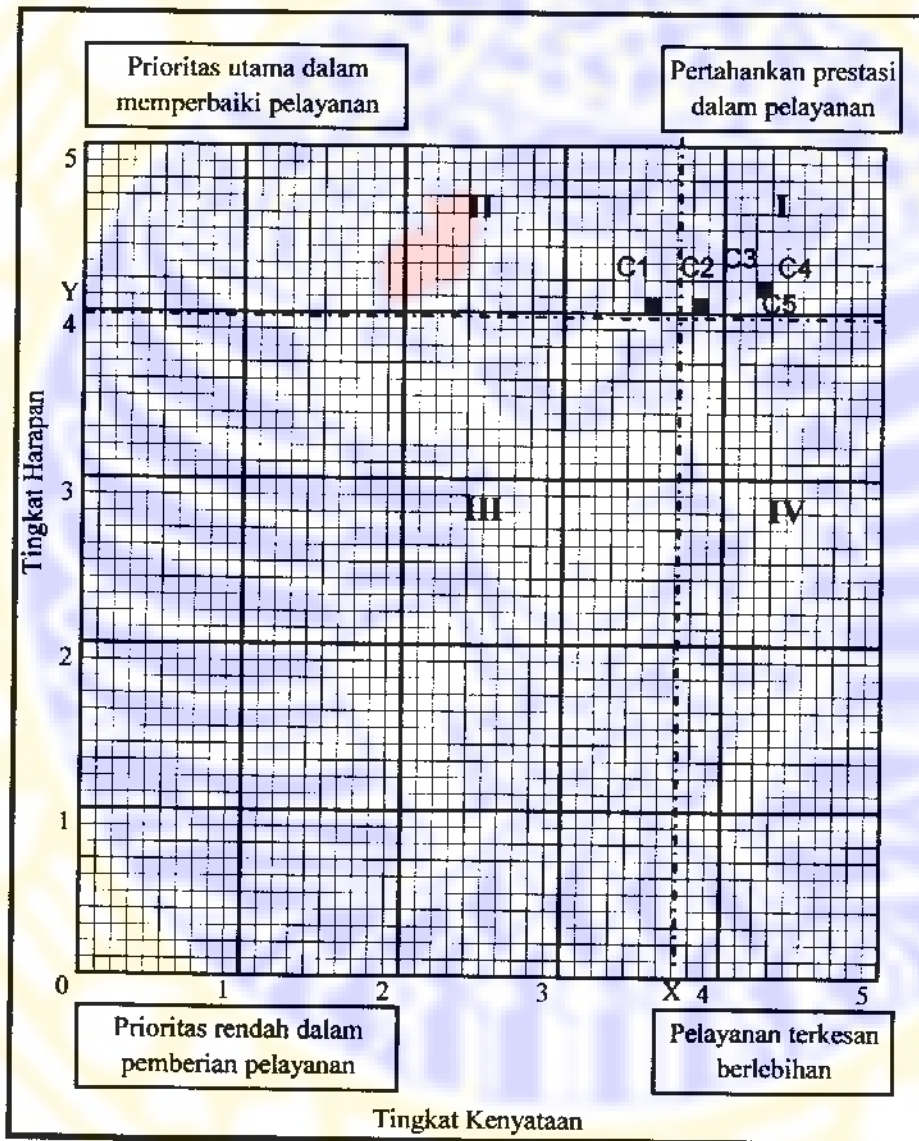 Prioritas utama dalam
memperbaiki pelayanan
Pertahankan prestasi
dalam pelayanan
5
II
I
C1
C2
C3
C4
C5
Y
4
Tingkat Harapan
3
III
IV
2
1
0
1
2
3
X
4
5
Prioritas rendah dalam
pemberian pelayanan
Pelayanan terkesan
berlebihan
Tingkat Kenyataan